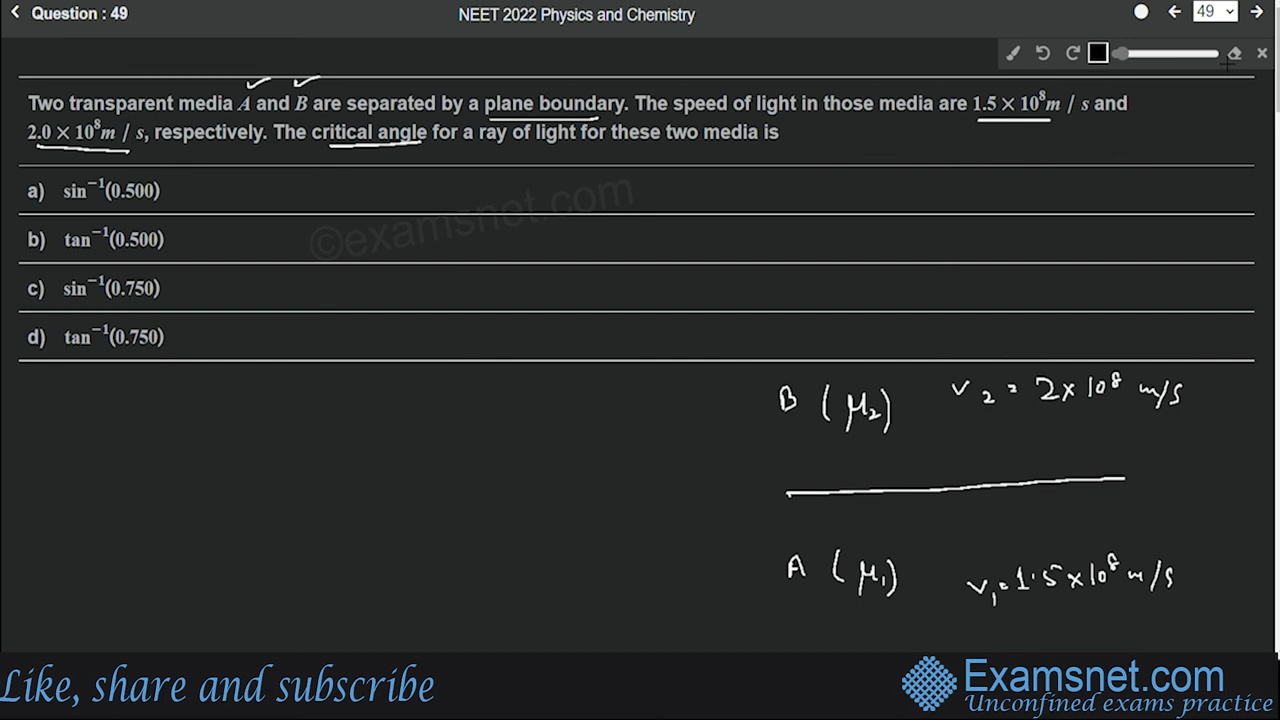 Question : 49
NEET 2022 Physics and Chemistry
49
Two transparent media A and B are separated by a plane boundary. The speed of light in those media are 1.5 × 10⁸m / s and
2.0 × 10⁸m / s, respectively. The critical angle for a ray of light for these two media is
a) sin⁻¹(0.500)
©examsnet.com
b) tan⁻¹(0.500)
c) sin⁻¹(0.750)
d) tan⁻¹(0.750)
B (μ₂) v₂ = 2×10⁸ m/s
A (μ₁) v₁ = 1.5×10⁸ m/s
Like, share and subscribe
Examsnet.com
Unconfined exams practice